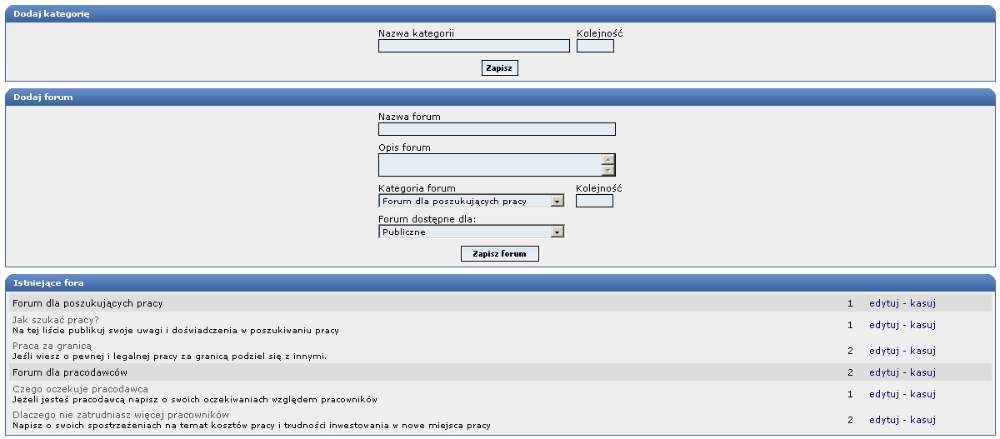 Dodaj kategorię
Nazwa kategorii Kolejność
Zapisz
Dodaj forum
Nazwa forum
Opis forum
Kategoria forum Kolejność
Forum dla poszukujących pracy
Forum dostępne dla:
Publiczne
Zapisz forum
Istniejące fora
Forum dla poszukujących pracy 1 edytuj - kasuj
Jak szukać pracy?
Na tej liście publikuj swoje uwagi i doświadczenia w poszukiwaniu pracy 1 edytuj - kasuj
Praca za granicą
Jeśli wiesz o pewnej i legalnej pracy za granicą podziel się z innymi. 2 edytuj - kasuj
Forum dla pracodawców 2 edytuj - kasuj
Czego oczekuje pracodawca
Jeżeli jesteś pracodawcą napisz o swoich oczekiwaniach względem pracowników 1 edytuj - kasuj
Dlaczego nie zatrudniasz więcej pracowników
Napisz o swoich spostrzeżeniach na temat kosztów pracy i trudności investowania w nowe miejsca pracy 2 edytuj - kasuj